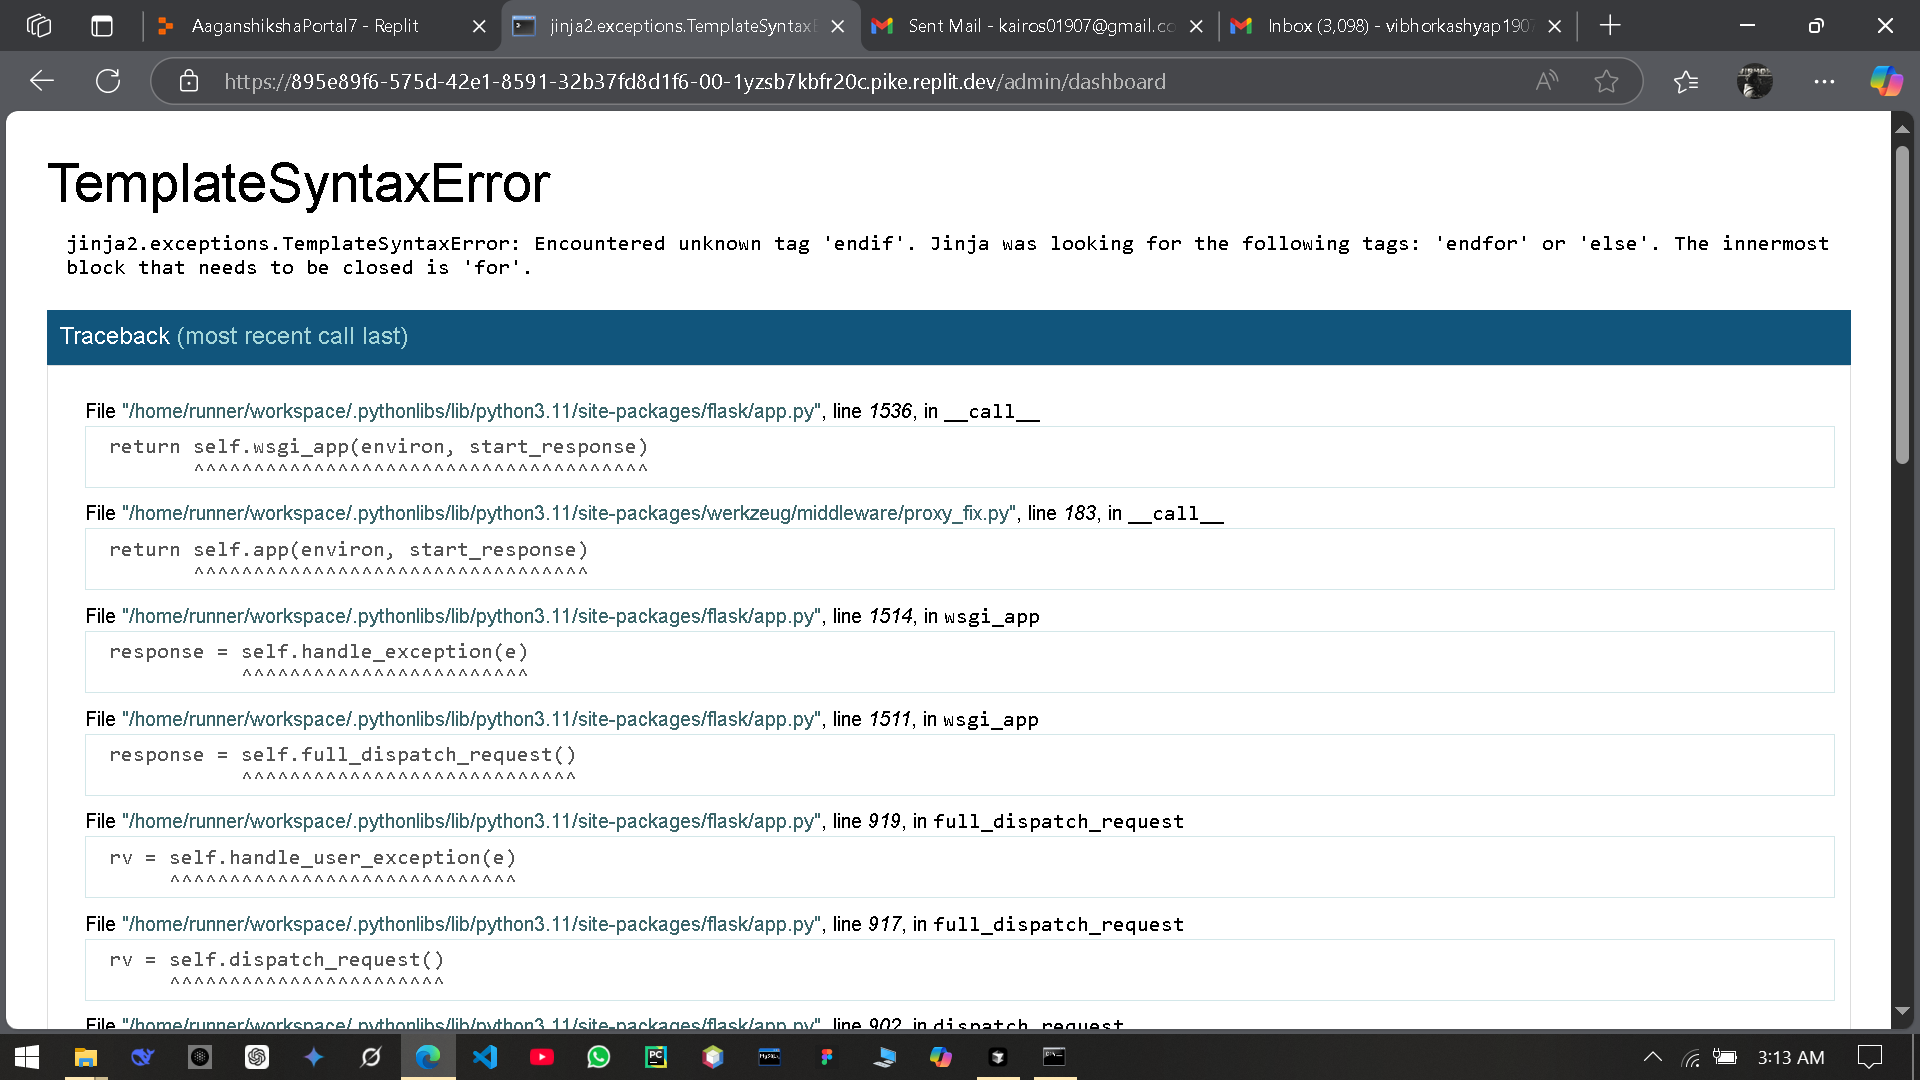 AaganshikshaPortal7 - Replit
jinja2.exceptions.TemplateSyntaxE
Sent Mail - kairos01907@gmail.co
Inbox (3,098) - vibhorkashyap1907
https://895e89f6-575d-42e1-8591-32b37fd8d1f6-00-1yzsb7kbfr20c.pike.replit.dev/admin/dashboard
TemplateSyntaxError
jinja2.exceptions.TemplateSyntaxError: Encountered unknown tag 'endif'. Jinja was looking for the following tags: 'endfor' or 'else'. The innermost
block that needs to be closed is 'for'.
Traceback (most recent call last)
File "/home/runner/workspace/.pythonlibs/lib/python3.11/site-packages/flask/app.py", line 1536, in __call__
return self.wsgi_app(environ, start_response)
^^^^^^^^^^^^^^^^^^^^^^^^^^^^^^^^^^^^^^
File "/home/runner/workspace/.pythonlibs/lib/python3.11/site-packages/werkzeug/middleware/proxy_fix.py", line 183, in __call__
return self.app(environ, start_response)
^^^^^^^^^^^^^^^^^^^^^^^^^^^^^^^^^
File "/home/runner/workspace/.pythonlibs/lib/python3.11/site-packages/flask/app.py", line 1514, in wsgi_app
response = self.handle_exception(e)
^^^^^^^^^^^^^^^^^^^^^^^^
File "/home/runner/workspace/.pythonlibs/lib/python3.11/site-packages/flask/app.py", line 1511, in wsgi_app
response = self.full_dispatch_request()
^^^^^^^^^^^^^^^^^^^^^^^^^^^^
File "/home/runner/workspace/.pythonlibs/lib/python3.11/site-packages/flask/app.py", line 919, in full_dispatch_request
rv = self.handle_user_exception(e)
^^^^^^^^^^^^^^^^^^^^^^^^^^^^^
File "/home/runner/workspace/.pythonlibs/lib/python3.11/site-packages/flask/app.py", line 917, in full_dispatch_request
rv = self.dispatch_request()
^^^^^^^^^^^^^^^^^^^^^^^
File "/home/runner/workspace/.pythonlibs/lib/python3.11/site-packages/flask/app.py", line 902, in dispatch_request
3:13 AM